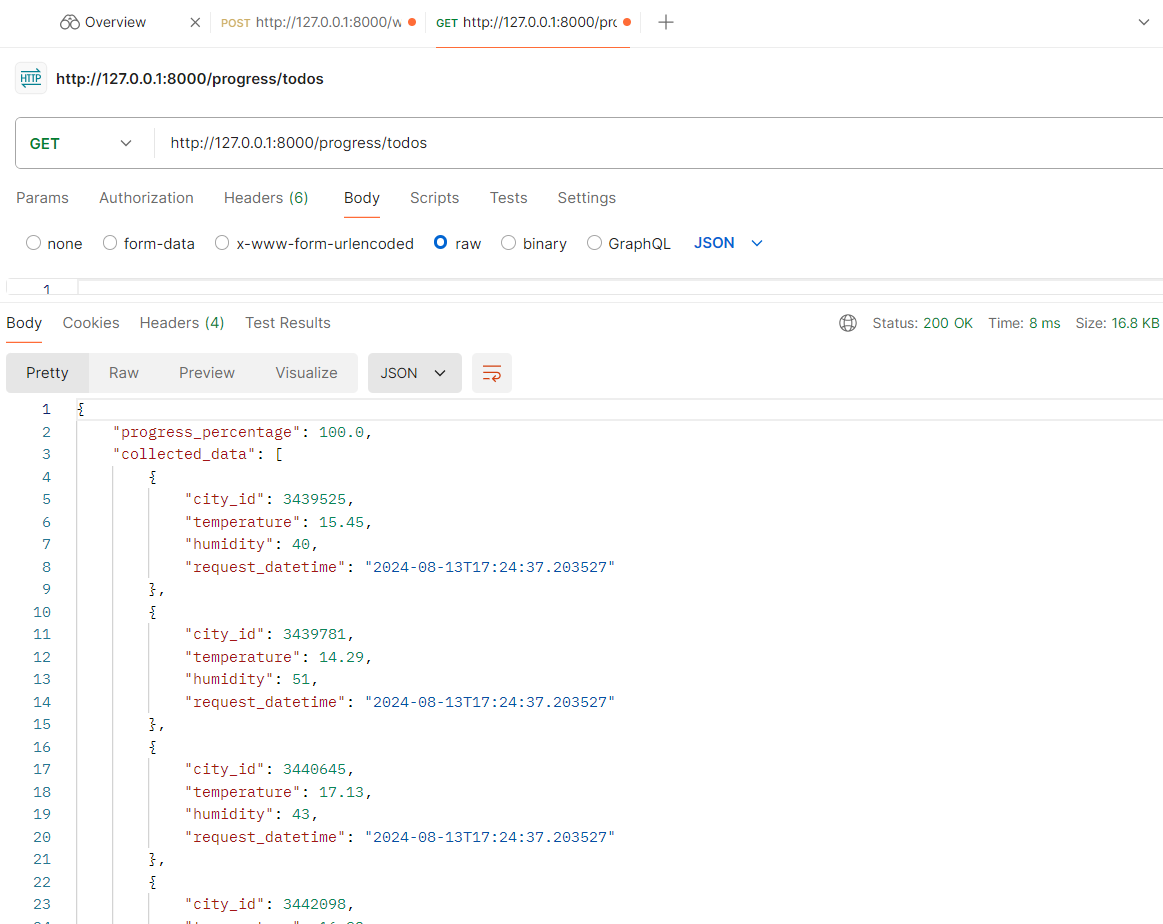 Overview
POST http://127.0.0.1:8000/w
GET http://127.0.0.1:8000/pro
HTTP http://127.0.0.1:8000/progress/todos
GET http://127.0.0.1:8000/progress/todos
Params Authorization Headers (6) Body Scripts Tests Settings
none form-data x-www-form-urlencoded raw binary GraphQL JSON
1
Body Cookies Headers (4) Test Results Status: 200 OK Time: 8 ms Size: 16.8 KB
Pretty Raw Preview Visualize JSON
1 {
2 "progress_percentage": 100.0,
3 "collected_data": [
4 {
5 "city_id": 3439525,
6 "temperature": 15.45,
7 "humidity": 40,
8 "request_datetime": "2024-08-13T17:24:37.203527"
9 },
10 {
11 "city_id": 3439781,
12 "temperature": 14.29,
13 "humidity": 51,
14 "request_datetime": "2024-08-13T17:24:37.203527"
15 },
16 {
17 "city_id": 3440645,
18 "temperature": 17.13,
19 "humidity": 43,
20 "request_datetime": "2024-08-13T17:24:37.203527"
21 },
22 {
23 "city_id": 3442098,